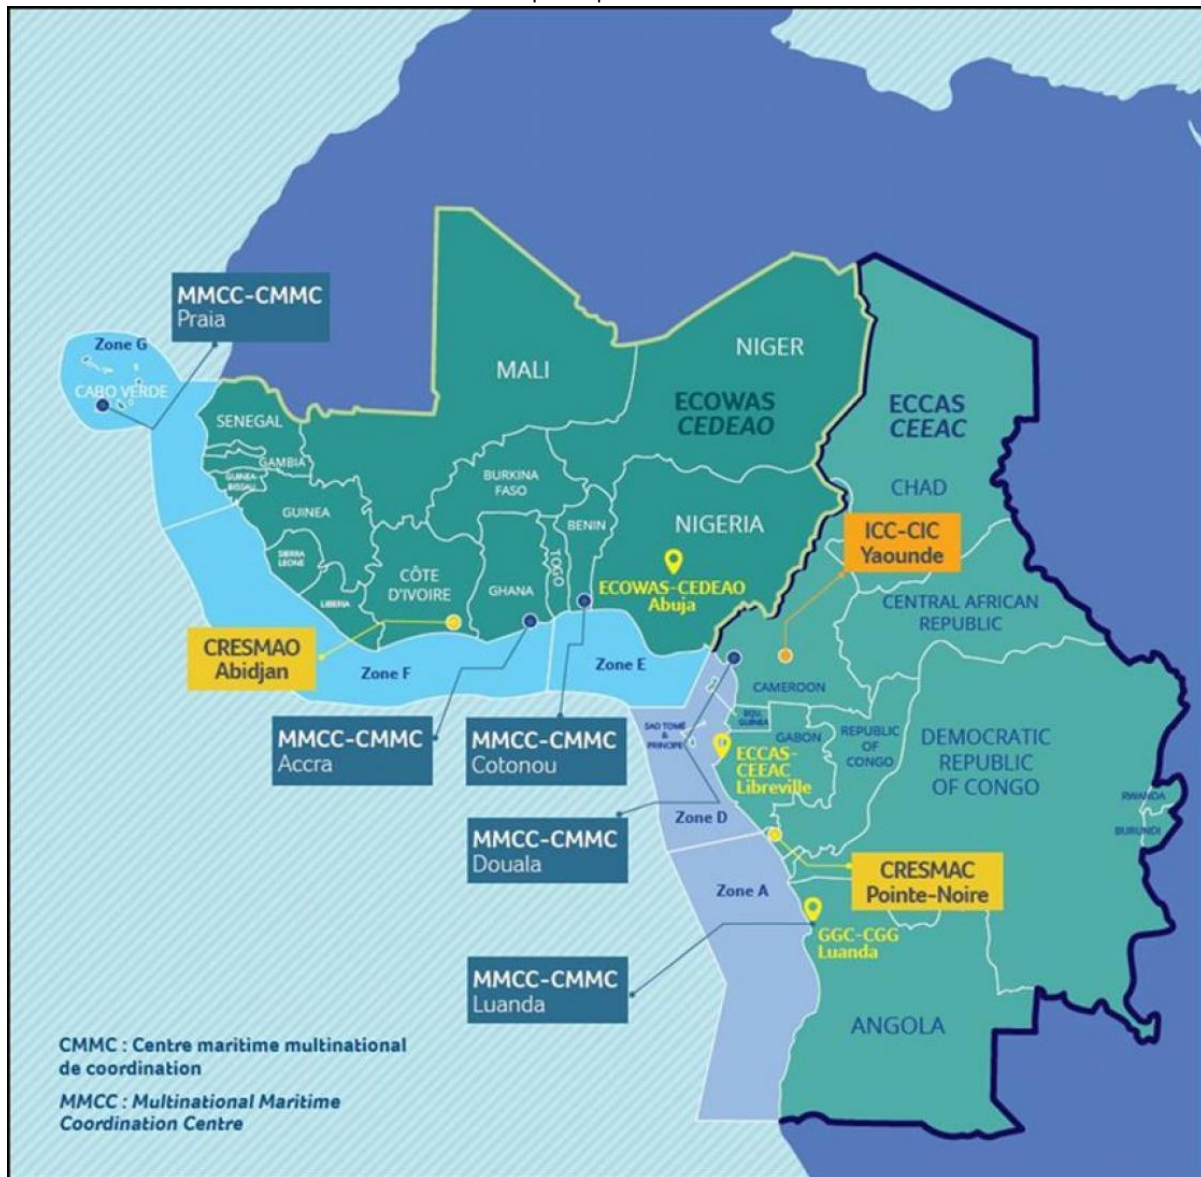 MMCC-CMMC
Praia
Zone G
CABO VERDE
SENEGAL
GAMBIA
GUINEA
BISSAU
GUINEA
SIERRA
LEONE
LIBERIA
MALI
BURKINA
FASO
CÔTE
D'IVOIRE
GHANA
TOGO
BENIN
NIGER
ECOWAS
CEDEAO
NIGERIA
ECOWAS-CEDEAO
Abuja
ECCAS
CEEAC
CHAD
ICC-CIC
Yaounde
CENTRAL AFRICAN
REPUBLIC
CRESMAO
Abidjan
Zone F
Zone E
CAMEROON
MMCC-CMMC
Accra
MMCC-CMMC
Cotonou
SAO TOMÉ
&
PRINCIPE
GUINEA
GABON
REPUBLIC
OF
CONGO
DEMOCRATIC
REPUBLIC
OF CONGO
ECCAS-
CEEAC
Libreville
RWANDA
BURUNDI
MMCC-CMMC
Douala
Zone D
CRESMAC
Pointe-Noire
Zone A
GGC-CGG
Luanda
MMCC-CMMC
Luanda
ANGOLA
CMMC : Centre maritime multinational
de coordination
MMCC : Multinational Maritime
Coordination Centre